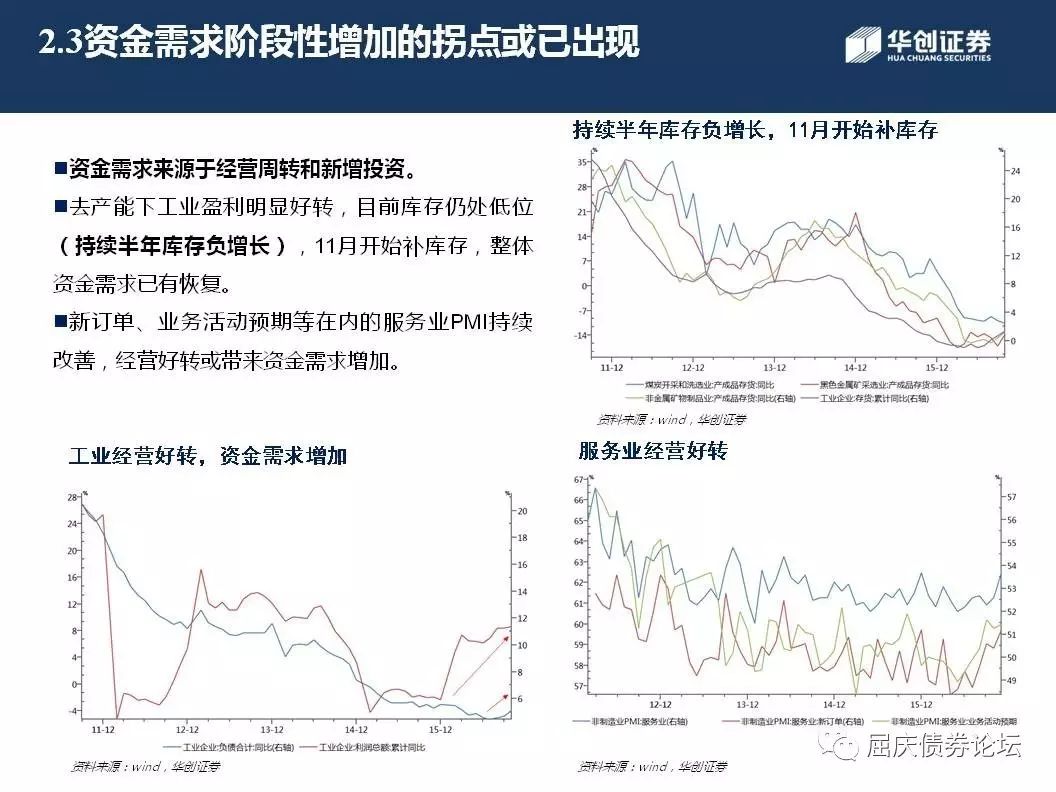 2.3资金需求阶段性增加的拐点或已出现
华创证券
HUA CHUANG SECURITIES
■资金需求来源于经营周转和新增投资。
■去产能下工业盈利明显好转，目前库存仍处低位
（持续半年库存负增长），11月开始补库存，整体
资金需求已有恢复。
■新订单、业务活动预期等在内的服务业PMI持续
改善，经营好转或带来资金需求增加。
持续半年库存负增长，11月开始补库存
% %
35
28
21
14
7
0
-7
-14
24
20
16
12
8
4
0
11-12 12-12 13-12 14-12 15-12
煤炭开采和洗选业:产成品存货:同比 黑色金属矿采选业:产成品存货:同比
非金属矿物制品业:产成品存货:同比(右轴) 工业企业:存货:累计同比(右轴)
资料来源：wind，华创证券
工业经营好转，资金需求增加
% %
28
24
20
16
12
8
4
0
-4
20
18
16
14
12
10
8
6
11-12 12-12 13-12 14-12 15-12
工业企业:负债合计:同比(右轴) 工业企业:利润总额:累计同比
资料来源：wind，华创证券
服务业经营好转
% %
67
66
65
64
63
62
61
60
59
58
57
57
56
55
54
53
52
51
50
49
12-12 13-12 14-12 15-12
非制造业PMI:服务业(右轴) 非制造业PMI:服务业:新订单(右轴) 非制造业PMI:服务业:业务活动预期
资料来源：wind，华创证券
屈庆债券论坛